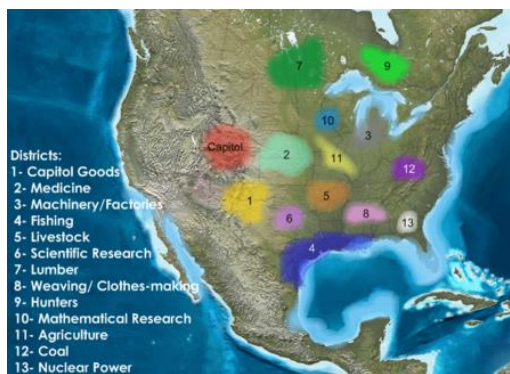 7
9
10
3
Capitol
2
11
12
1
5
6
8
13
4
Districts:
1- Capitol Goods
2- Medicine
3- Machinery/Factories
4- Fishing
5- Livestock
6- Scientific Research
7- Lumber
8- Weaving/ Clothes-making
9- Hunters
10- Mathematical Research
11- Agriculture
12- Coal
13- Nuclear Power